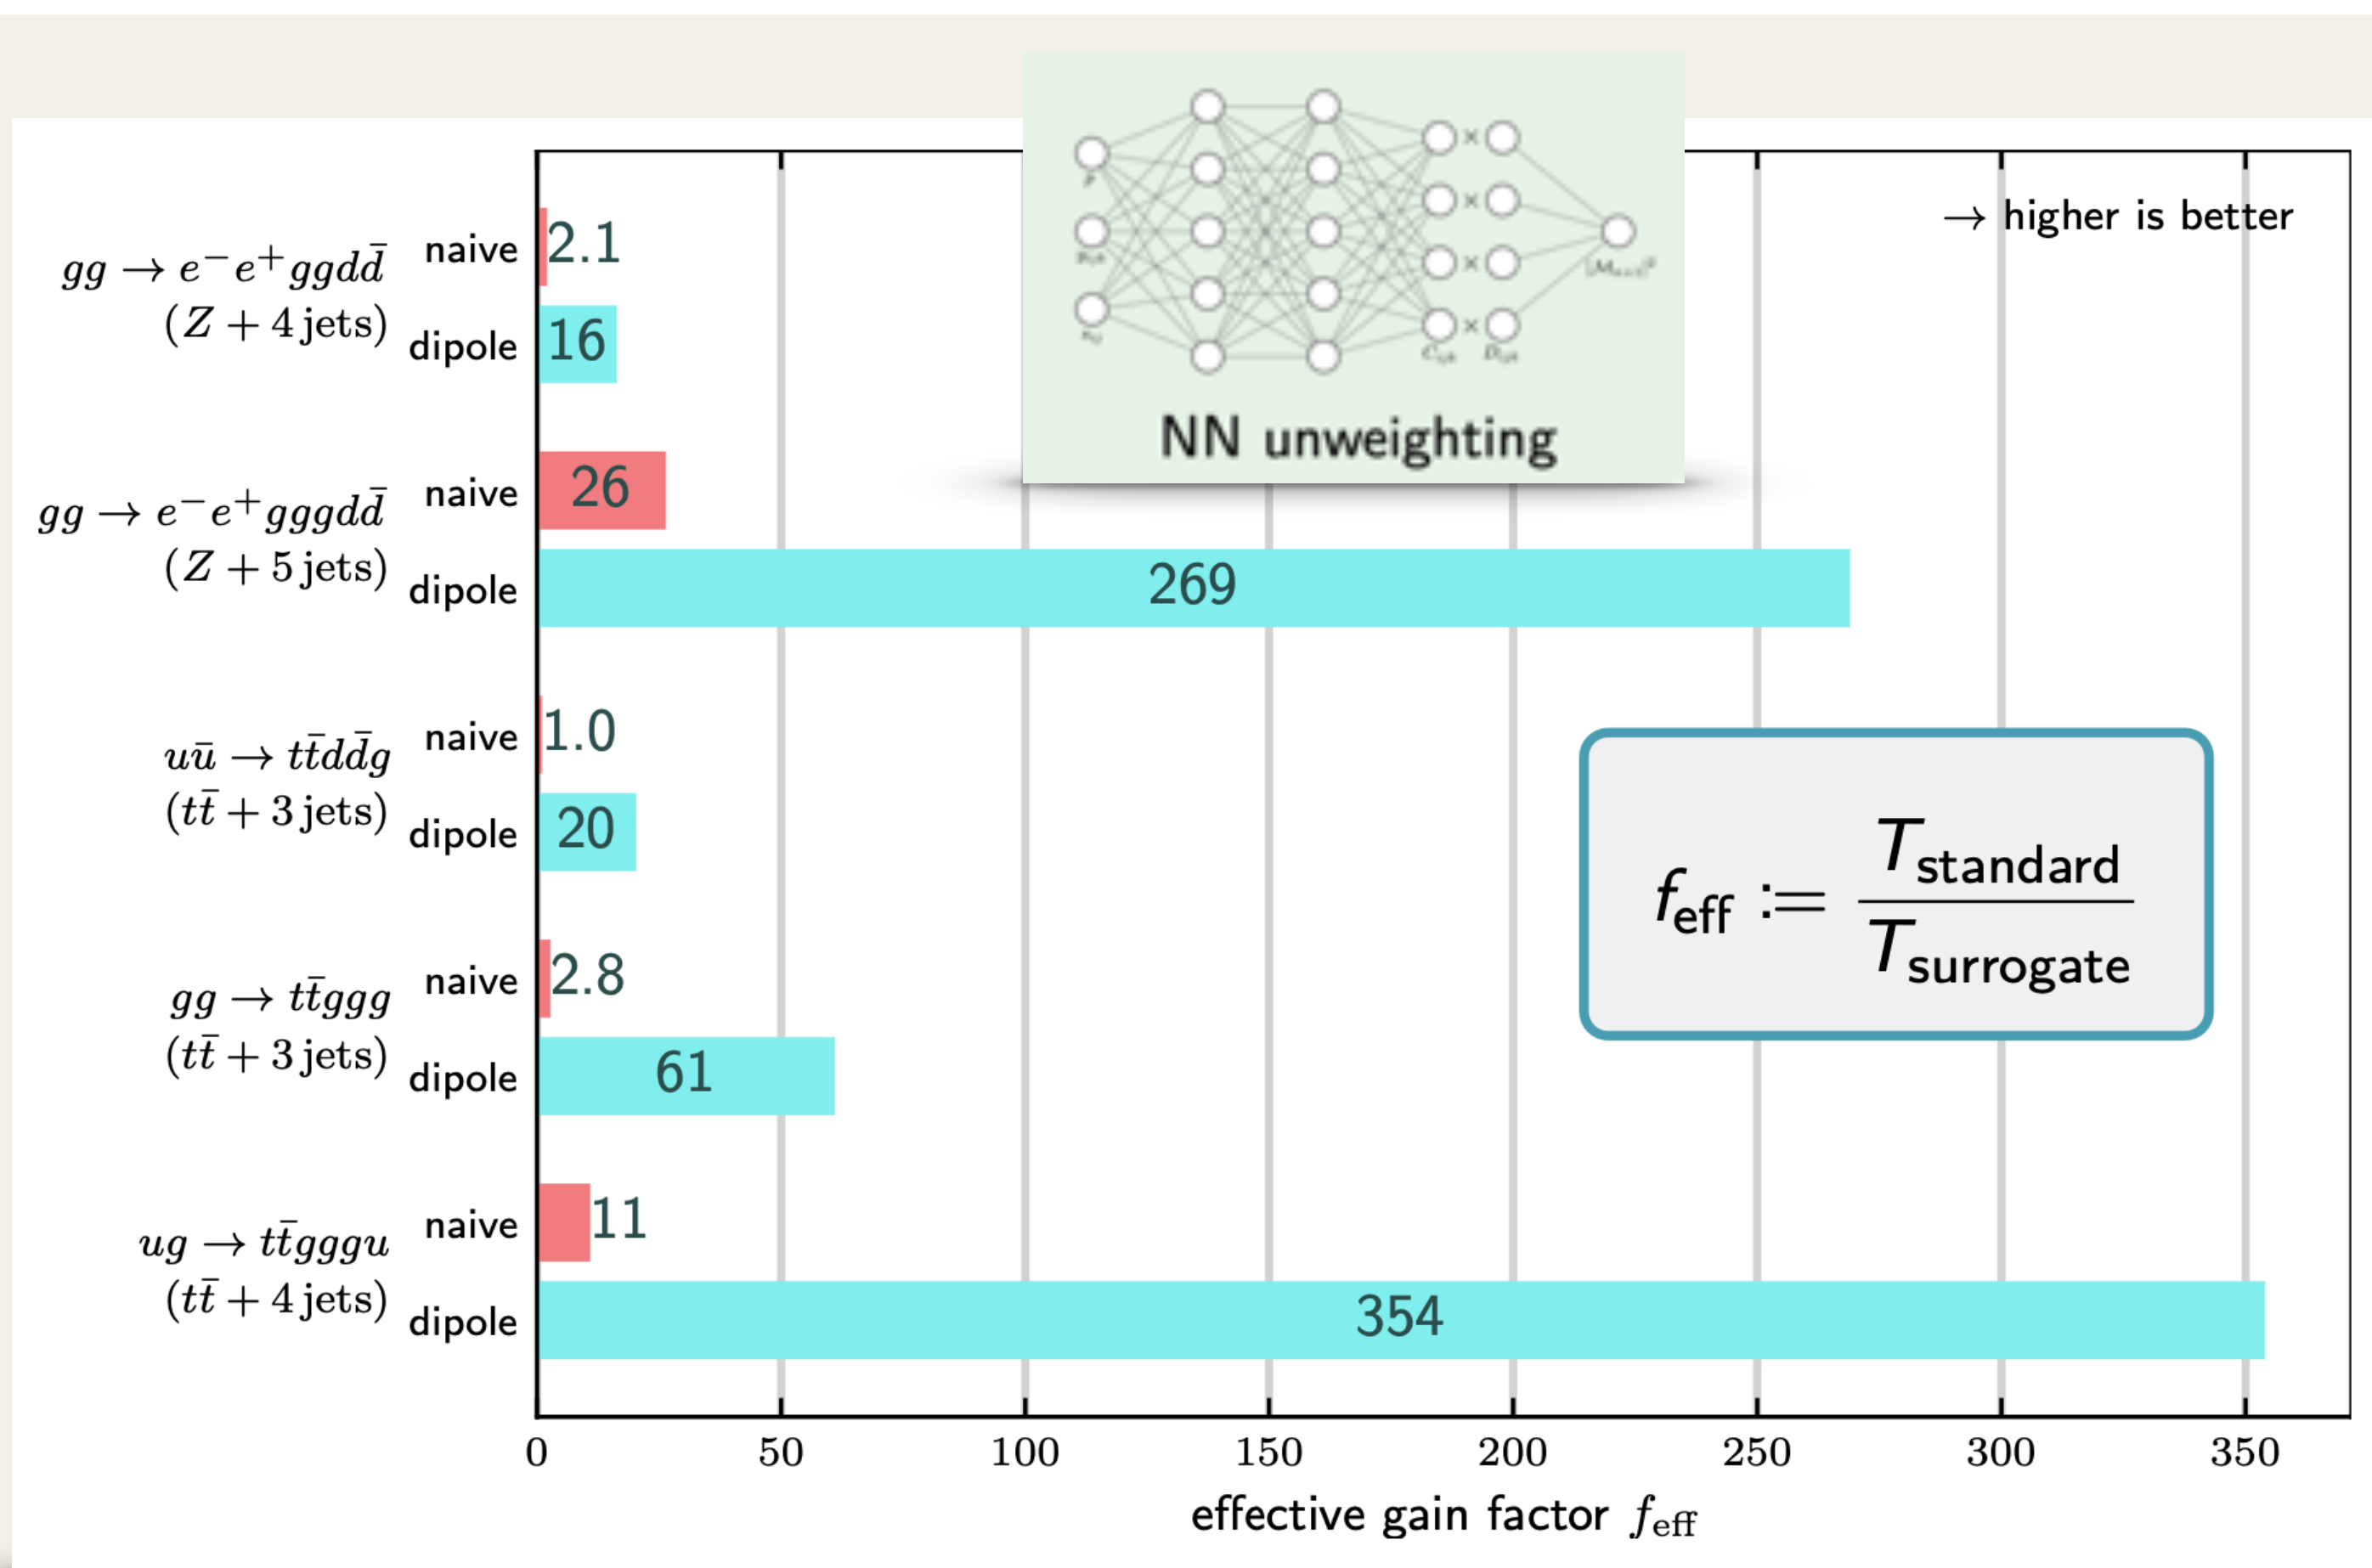 NN unweighting
→ higher is better
gg → e⁻e⁺ggdd̄
(Z + 4 jets)
naive
2.1
dipole
16
gg → e⁻e⁺gggdd̄
(Z + 5 jets)
naive
26
dipole
269
uū → tt̄dd̄g
(tt̄ + 3 jets)
naive
1.0
dipole
20
gg → tt̄ggg
(tt̄ + 3 jets)
naive
2.8
dipole
61
ug → tt̄gggu
(tt̄ + 4 jets)
naive
11
dipole
354
f_eff := T_standard / T_surrogate
0 50 100 150 200 250 300 350
effective gain factor f_eff